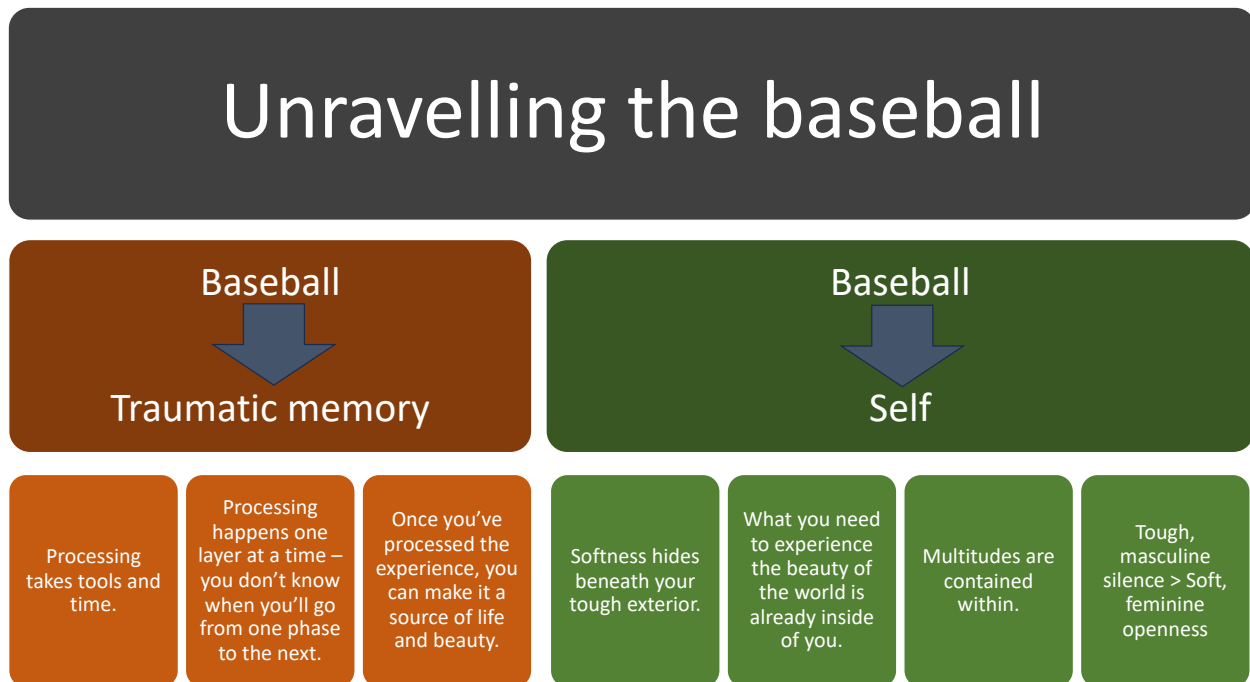 Unravelling the baseball
Baseball
Traumatic memory
Baseball
Self
Processing
takes tools and
time.
Processing
happens one
layer at a time –
you don’t know
when you’ll go
from one phase
to the next.
Once you’ve
processed the
experience, you
can make it a
source of life
and beauty.
Softness hides
beneath your
tough exterior.
What you need
to experience
the beauty of
the world is
already inside
of you.
Multitudes are
contained
within.
Tough,
masculine
silence > Soft,
feminine
openness